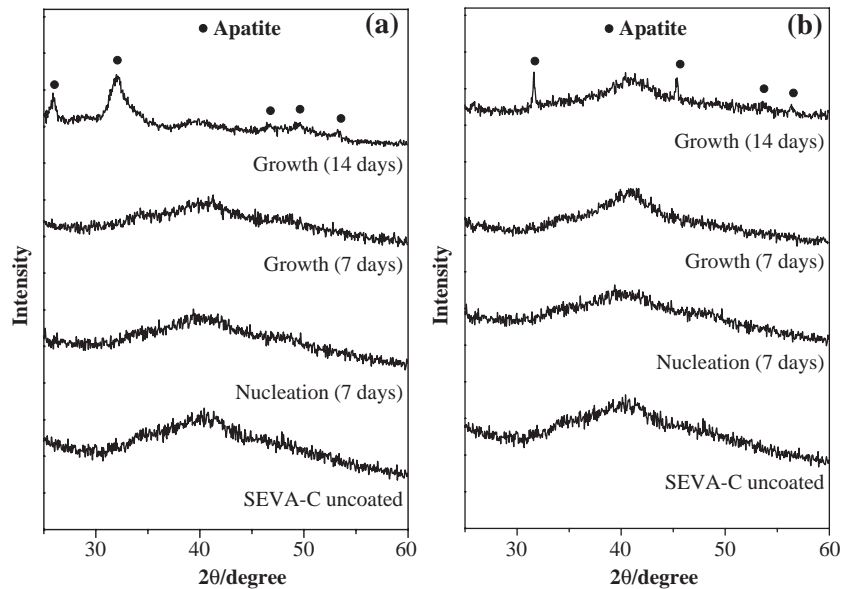 ● Apatite
(a)
Growth (14 days)
Growth (7 days)
Nucleation (7 days)
SEVA-C uncoated
Intensity
30
40
50
60
2θ/degree
● Apatite
(b)
Growth (14 days)
Growth (7 days)
Nucleation (7 days)
SEVA-C uncoated
Intensity
30
40
50
60
2θ/degree